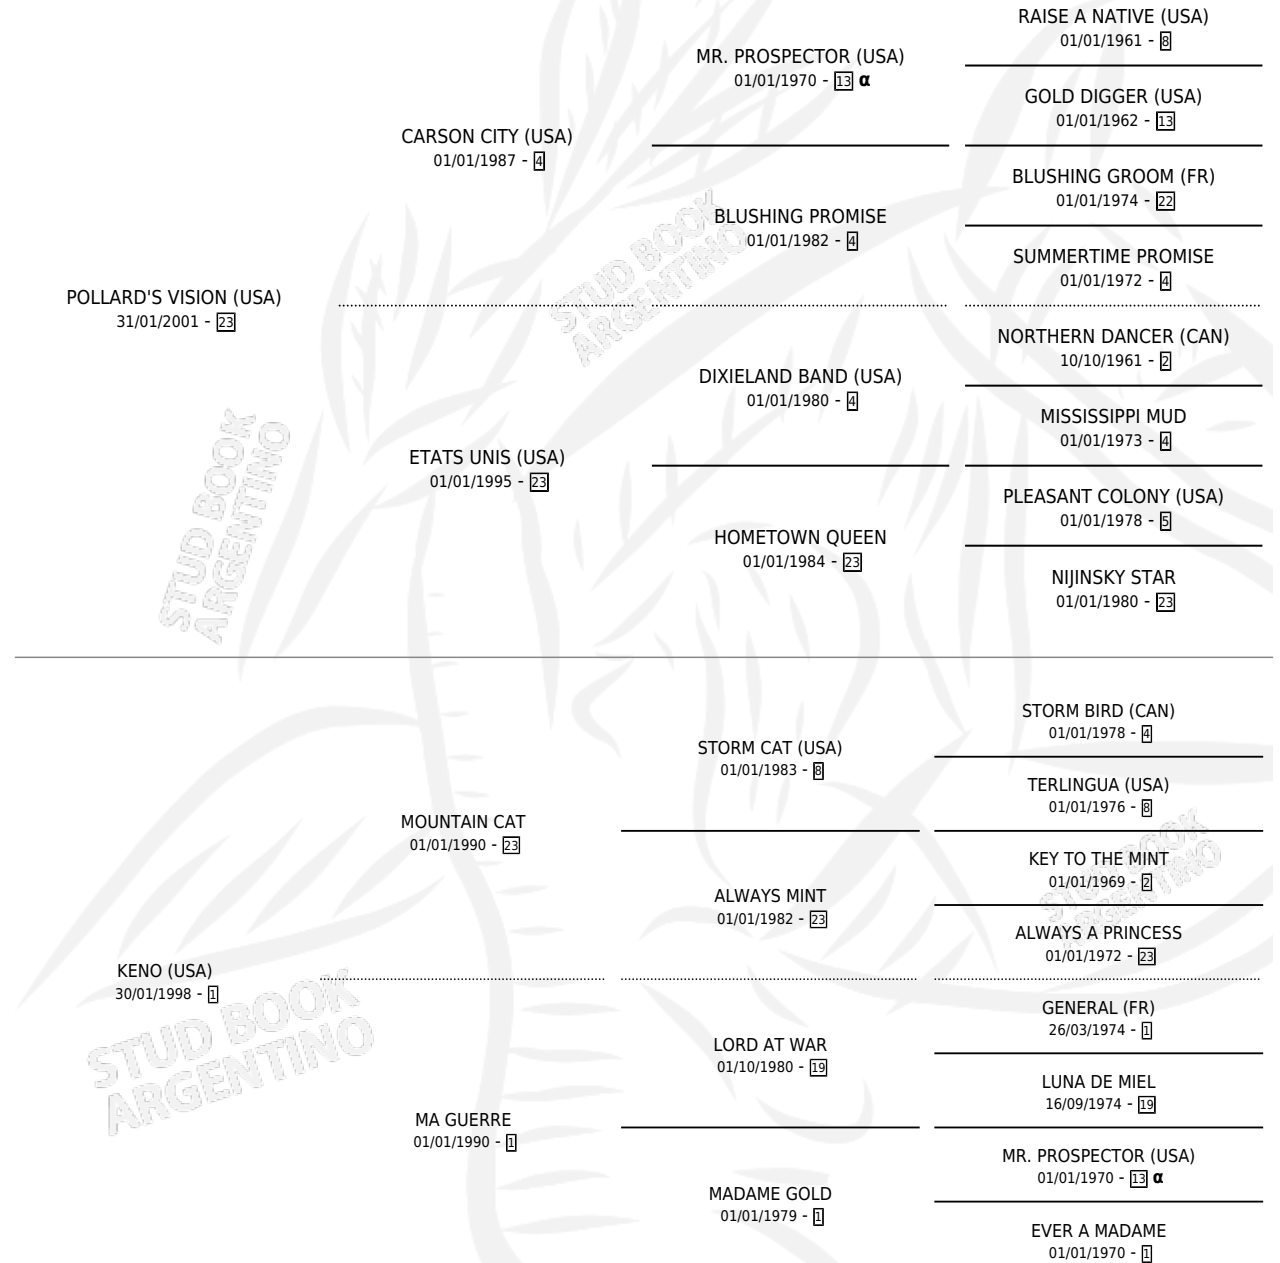 RAISE A NATIVE (USA)
01/01/1961 - 8
MR. PROSPECTOR (USA)
01/01/1970 - 13 α
GOLD DIGGER (USA)
01/01/1962 - 13
CARSON CITY (USA)
01/01/1987 - 4
BLUSHING GROOM (FR)
01/01/1974 - 22
BLUSHING PROMISE
01/01/1982 - 4
SUMMERTIME PROMISE
01/01/1972 - 4
POLLARD'S VISION (USA)
31/01/2001 - 23
NORTHERN DANCER (CAN)
10/10/1961 - 2
DIXIELAND BAND (USA)
01/01/1980 - 4
MISSISSIPPI MUD
01/01/1973 - 4
ETATS UNIS (USA)
01/01/1995 - 23
PLEASANT COLONY (USA)
01/01/1978 - 5
HOMETOWN QUEEN
01/01/1984 - 23
NIJINSKY STAR
01/01/1980 - 23
STORM BIRD (CAN)
01/01/1978 - 4
STORM CAT (USA)
01/01/1983 - 8
TERLINGUA (USA)
01/01/1976 - 8
MOUNTAIN CAT
01/01/1990 - 23
KEY TO THE MINT
01/01/1969 - 2
ALWAYS MINT
01/01/1982 - 23
ALWAYS A PRINCESS
01/01/1972 - 23
KENO (USA)
30/01/1998 - 1
GENERAL (FR)
26/03/1974 - 1
LORD AT WAR
01/10/1980 - 19
LUNA DE MIEL
16/09/1974 - 19
MA GUERRE
01/01/1990 - 1
MR. PROSPECTOR (USA)
01/01/1970 - 13 α
MADAME GOLD
01/01/1979 - 1
EVER A MADAME
01/01/1970 - 1
STUD BOOK
ARGENTINO
STUD BOOK
ARGENTINO
STUD BOOK
ARGENTINO
STUD BOOK
ARGENTINO